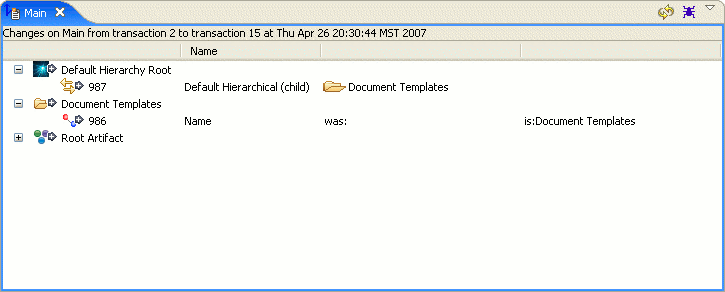 Main
Changes on Main from transaction 2 to transaction 15 at Thu Apr 26 20:30:44 MST 2007
Name
Default Hierarchy Root
987 Default Hierarchical (child) Document Templates
Document Templates
986 Name was: is:Document Templates
Root Artifact